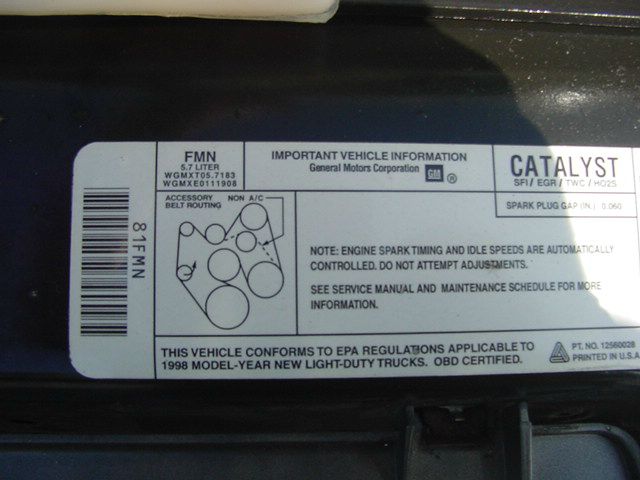 81FMN
FMN
5.7 LITER
WGMXT05.7183
WGMXE0111908
IMPORTANT VEHICLE INFORMATION
General Motors Corporation GM ®
CATALYST
SFI / EGR / TWC / HO2S
SPARK PLUG GAP (IN.) 0.060
ACCESSORY NON A/C
BELT ROUTING
NOTE: ENGINE SPARK TIMING AND IDLE SPEEDS ARE AUTOMATICALLY
CONTROLLED. DO NOT ATTEMPT ADJUSTMENTS.
SEE SERVICE MANUAL AND MAINTENANCE SCHEDULE FOR MORE
INFORMATION.
THIS VEHICLE CONFORMS TO EPA REGULATIONS APPLICABLE TO
1998 MODEL-YEAR NEW LIGHT-DUTY TRUCKS. OBD CERTIFIED.
PT. NO. 12560028
PRINTED IN U.S.A.